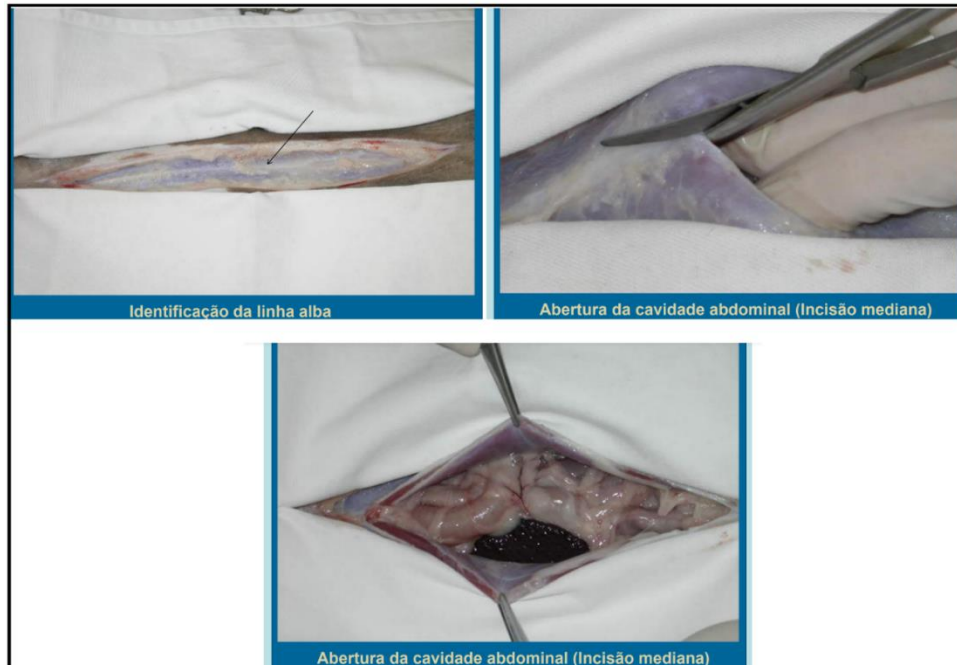 Identificação da linha alba
Abertura da cavidade abdominal (Incisão mediana)
Abertura da cavidade abdominal (Incisão mediana)